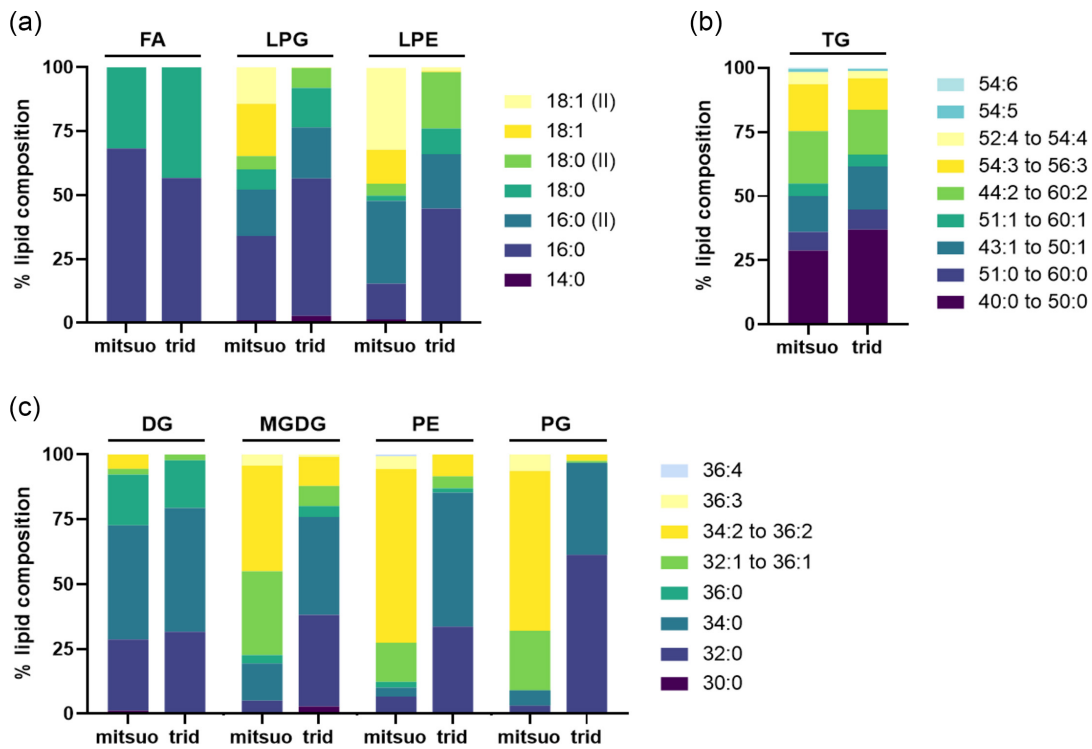 (a)
FA LPG LPE
% lipid composition
100
75
50
25
0
mitsuo trid mitsuo trid mitsuo trid
18:1 (II)
18:1
18:0 (II)
18:0
16:0 (II)
16:0
14:0
(b)
TG
% lipid composition
100
75
50
25
0
mitsuo trid
54:6
54:5
52:4 to 54:4
54:3 to 56:3
44:2 to 60:2
51:1 to 60:1
43:1 to 50:1
51:0 to 60:0
40:0 to 50:0
(c)
DG MGDG PE PG
% lipid composition
100
75
50
25
0
mitsuo trid mitsuo trid mitsuo trid mitsuo trid
36:4
36:3
34:2 to 36:2
32:1 to 36:1
36:0
34:0
32:0
30:0